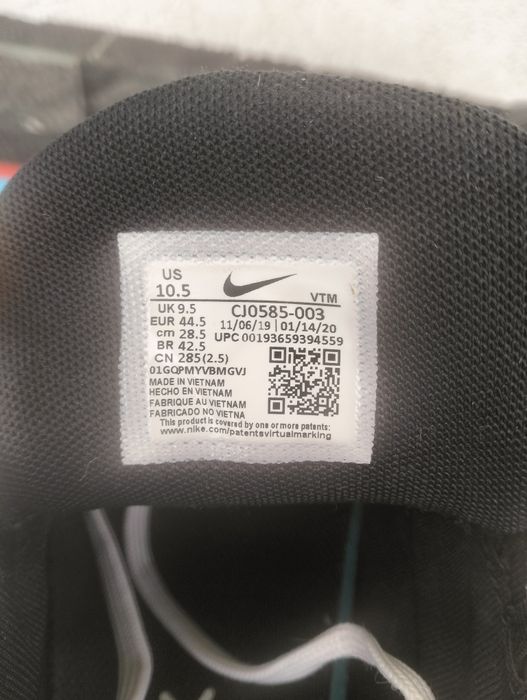 US
10.5
VTM
UK 9.5
CJ0585-003
EUR 44.5
11/06/19 | 01/14/20
cm 28.5
UPC 00193659394559
BR 42.5
CN 285(2.5)
01GQPMYVBMGVJ
MADE IN VIETNAM
HECHO EN VIETNAM
FABRIQUE AU VIETNAM
FABRICADO NO VIETNA
This product is covered by one or more patents:
www.nike.com/patentsvirtualmarking